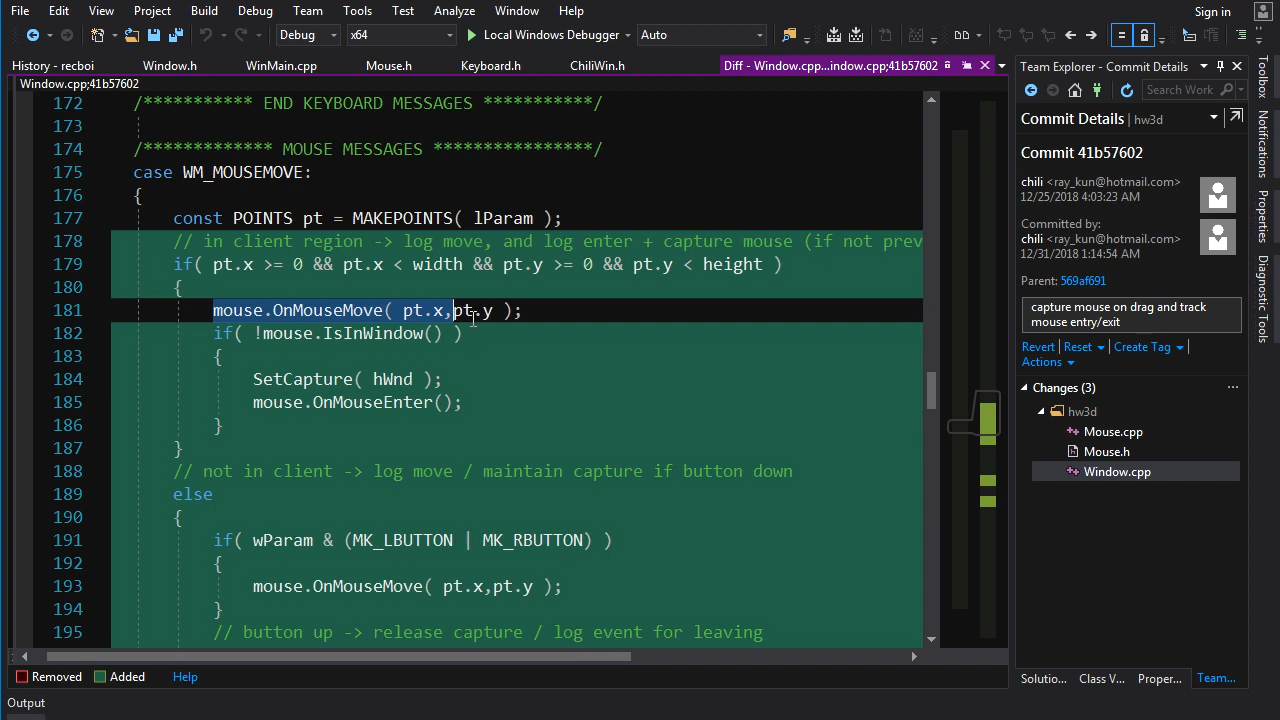 File Edit View Project Build Debug Team Tools Test Analyze Window Help Sign in
Debug x64 Local Windows Debugger Auto
History - recboi Window.h WinMain.cpp Mouse.h Keyboard.h ChiliWin.h Diff - Window.cpp...indow.cpp;41b57602
Window.cpp;41b57602
172 /*********** END KEYBOARD MESSAGES ***********/
173
174 /************* MOUSE MESSAGES ****************/
175 case WM_MOUSEMOVE:
176 {
177 const POINTS pt = MAKEPOINTS( lParam );
178 // in client region -> log move, and log enter + capture mouse (if not prev
179 if( pt.x >= 0 && pt.x < width && pt.y >= 0 && pt.y < height )
180 {
181 mouse.OnMouseMove( pt.x,pt.y );
182 if( !mouse.IsInWindow() )
183 {
184 SetCapture( hWnd );
185 mouse.OnMouseEnter();
186 }
187 }
188 // not in client -> log move / maintain capture if button down
189 else
190 {
191 if( wParam & (MK_LBUTTON | MK_RBUTTON) )
192 {
193 mouse.OnMouseMove( pt.x,pt.y );
194 }
195 // button up -> release capture / log event for leaving
Removed Added Help
Output
Team Explorer - Commit Details
Search Work
Commit Details | hw3d
Commit 41b57602
chili <ray_kun@hotmail.com>
12/25/2018 4:03:23 AM
Committed by:
chili <ray_kun@hotmail.com>
12/31/2018 1:14:54 AM
Parent: 569af691
capture mouse on drag and track
mouse entry/exit
Revert Reset Create Tag
Actions
Changes (3) ...
hw3d
Mouse.cpp
Mouse.h
Window.cpp
Solutio... Class V... Proper... Team...
Toolbox
Notifications
Properties
Diagnostic Tools